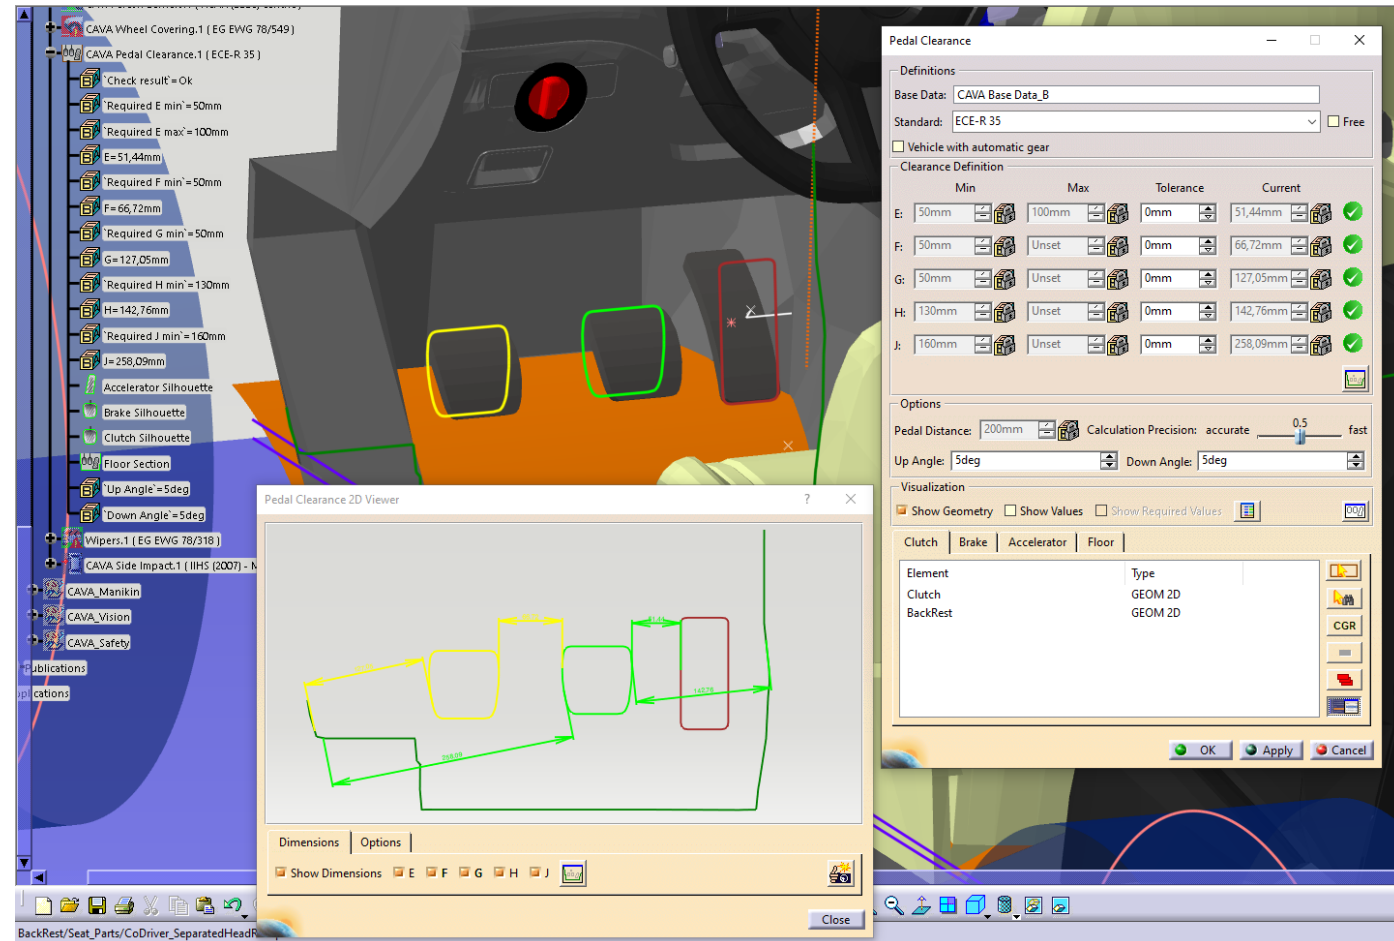 CAVA Wheel Covering.1 ( EG EWG 78/549 )
CAVA Pedal Clearance.1 ( ECE-R 35 )
`Check result`=Ok
`Required E min`=50mm
`Required E max`=100mm
E=51,44mm
`Required F min`=50mm
F=66,72mm
`Required G min`=50mm
G=127,05mm
`Required H min`=130mm
H=142,76mm
`Required J min`=160mm
J=258,09mm
Accelerator Silhouette
Brake Silhouette
Clutch Silhouette
Floor Section
`Up Angle`=5deg
`Down Angle`=5deg
Wipers.1 ( EG EWG 78/318 )
CAVA Side Impact.1 ( IIHS (2007) - M
CAVA_Manikin
CAVA_Vision
CAVA_Safety
Publications
cations
BackRest/Seat_Parts/CoDriver_SeparatedHeadR
Pedal Clearance 2D Viewer
? ×
258,09
Dimensions Options
Show Dimensions E F G H J
Close
Pedal Clearance
Definitions
Base Data: CAVA Base Data_B
Standard: ECE-R 35 Free
Vehicle with automatic gear
Clearance Definition
Min Max Tolerance Current
E: 50mm 100mm 0mm 51,44mm
F: 50mm Unset 0mm 66,72mm
G: 50mm Unset 0mm 127,05mm
H: 130mm Unset 0mm 142,76mm
J: 160mm Unset 0mm 258,09mm
Options
Pedal Distance: 200mm Calculation Precision: accurate 0.5 fast
Up Angle: 5deg Down Angle: 5deg
Visualization
Show Geometry Show Values Show Required Values
Clutch Brake Accelerator Floor
Element Type
Clutch GEOM 2D
BackRest GEOM 2D
CGR
OK Apply Cancel